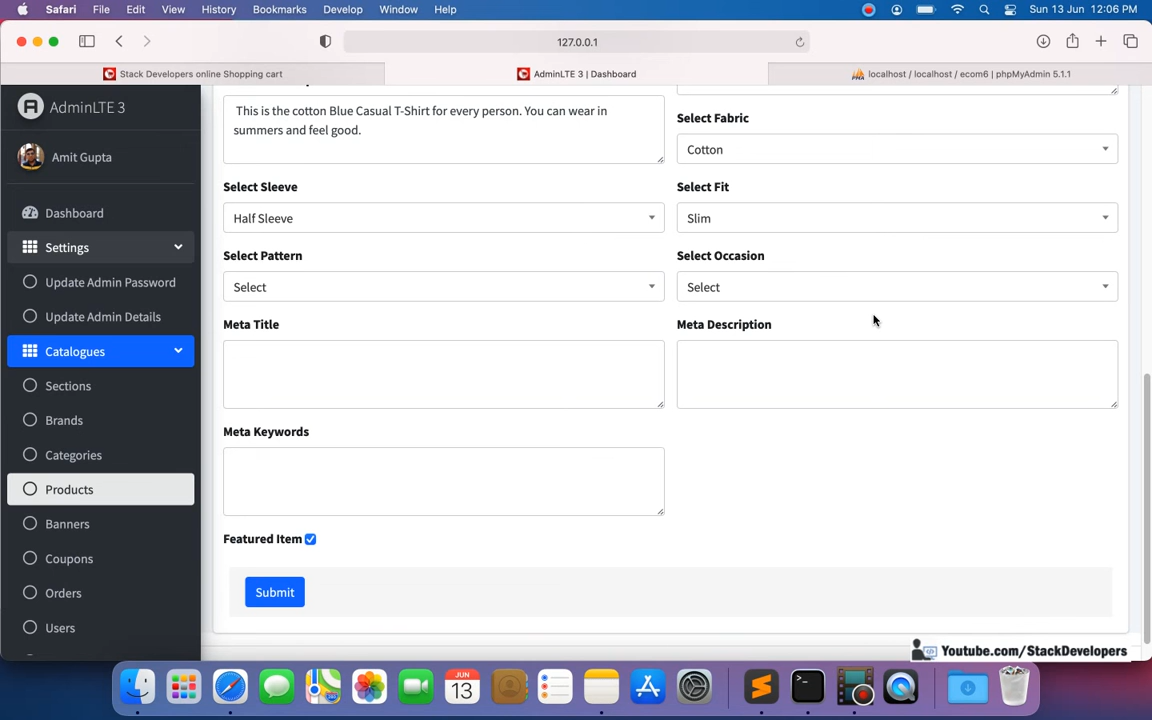 Safari File Edit View History Bookmarks Develop Window Help Sun 13 Jun 12:06 PM
127.0.0.1
Stack Developers online Shopping cart AdminLTE 3 | Dashboard localhost / localhost / ecom6 | phpMyAdmin 5.1.1
AdminLTE 3
Amit Gupta
Dashboard
Settings
Update Admin Password
Update Admin Details
Catalogues
Sections
Brands
Categories
Products
Banners
Coupons
Orders
Users
This is the cotton Blue Casual T-Shirt for every person. You can wear in
summers and feel good.
Select Fabric
Cotton
Select Sleeve Select Fit
Half Sleeve Slim
Select Pattern Select Occasion
Select Select
Meta Title Meta Description
Meta Keywords
Featured Item
Submit
Youtube.com/StackDevelopers
JUN
13